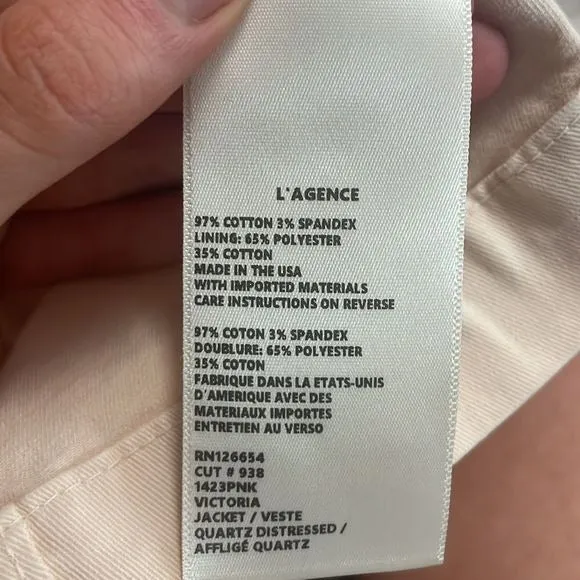 L'AGENCE
97% COTTON 3% SPANDEX
LINING: 65% POLYESTER
35% COTTON
MADE IN THE USA
WITH IMPORTED MATERIALS
CARE INSTRUCTIONS ON REVERSE
97% COTON 3% SPANDEX
DOUBLURE: 65% POLYESTER
35% COTON
FABRIQUE DANS LA ETATS-UNIS
D'AMERIQUE AVEC DES
MATERIAUX IMPORTES
ENTRETIEN AU VERSO
RN126654
CUT # 938
1423PNK
VICTORIA
JACKET / VESTE
QUARTZ DISTRESSED /
AFFLIGÉ QUARTZ